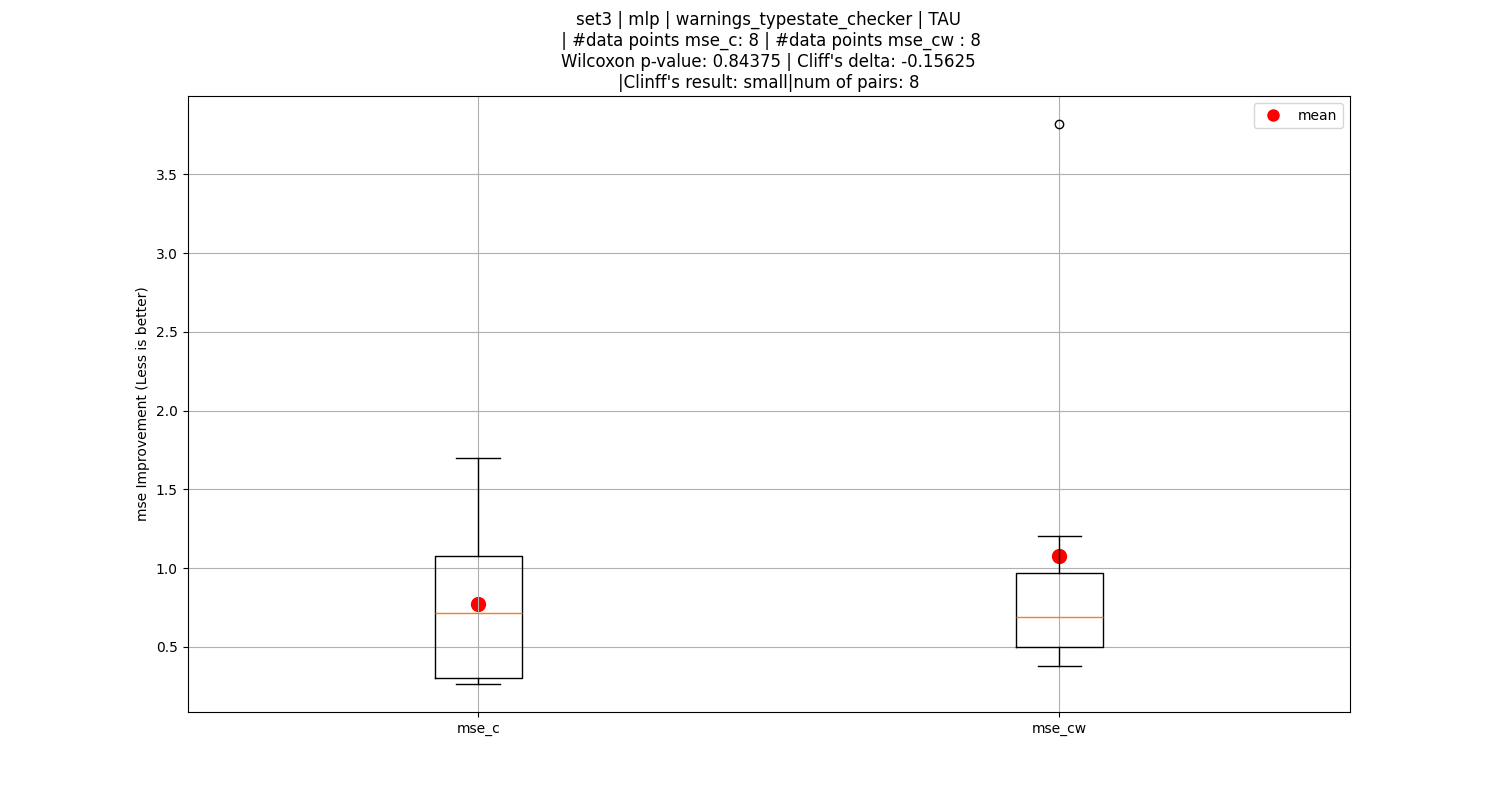 set3 | mlp | warnings_typestate_checker | TAU
| #data points mse_c: 8 | #data points mse_cw : 8
Wilcoxon p-value: 0.84375 | Cliff's delta: -0.15625
|Clinff's result: small|num of pairs: 8
mean
3.5
3.0
2.5
2.0
1.5
1.0
0.5
mse Improvement (Less is better)
mse_c
mse_cw